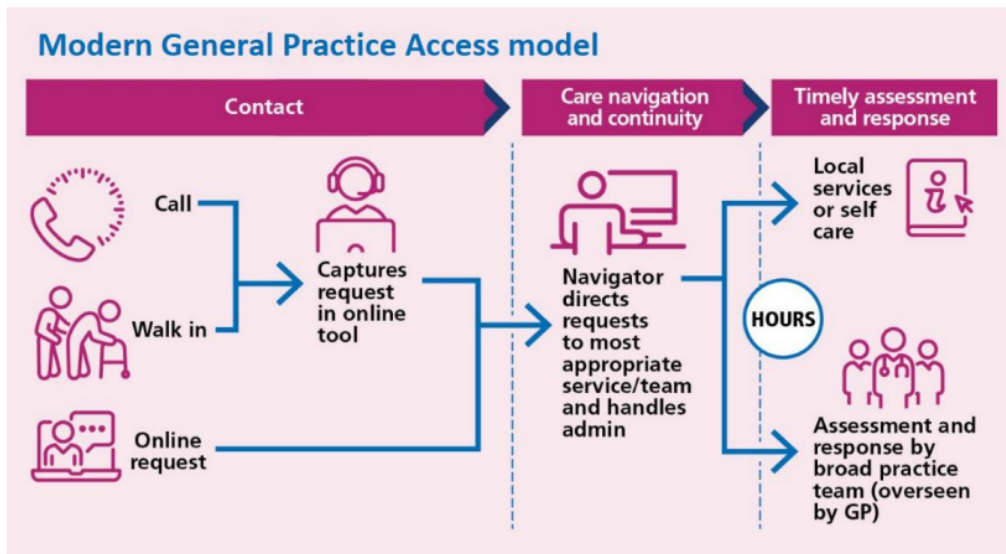 Modern General Practice Access model
Contact
Care navigation
and continuity
Timely assessment
and response
Call
Walk in
Online
request
Captures
request
in online
tool
Navigator
directs
requests
to most
appropriate
service/team
and handles
admin
HOURS
Local
services
or self
care
Assessment and
response by
broad practice
team (overseen
by GP)